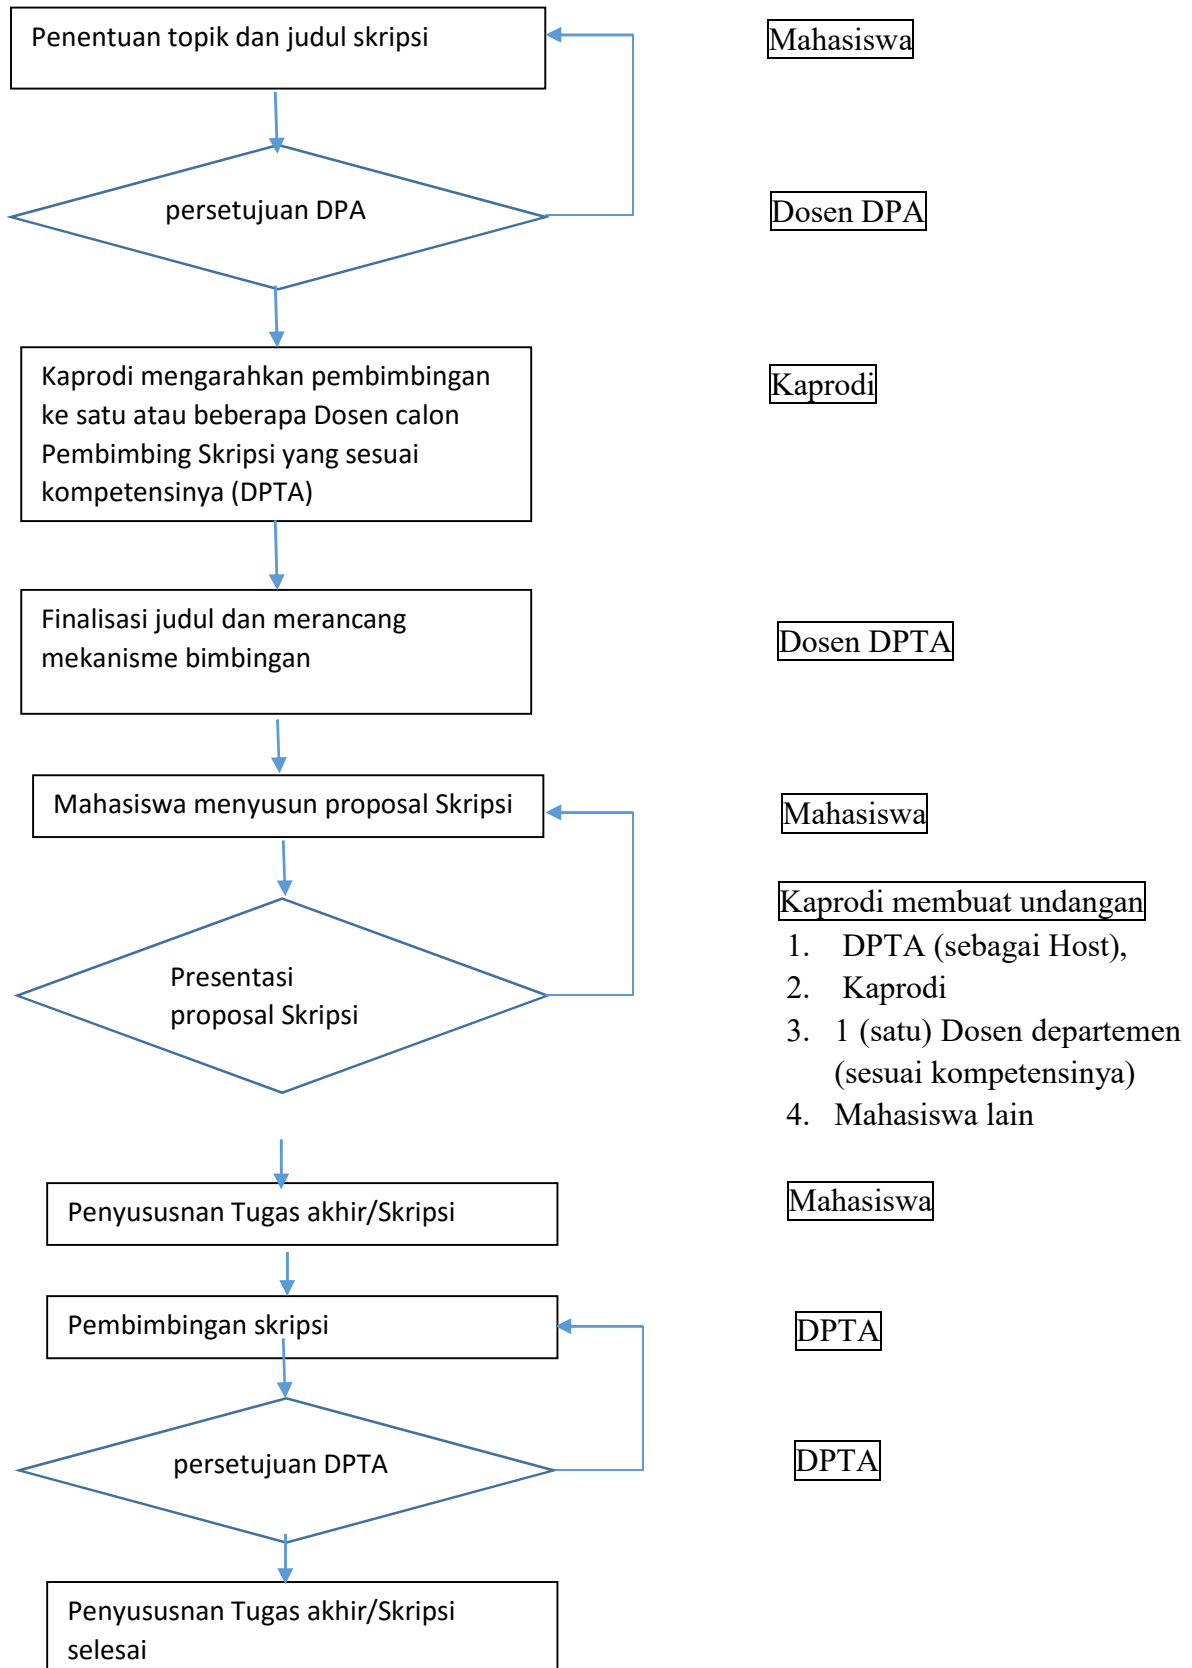 Penentuan topik dan judul skripsi
Mahasiswa
persetujuan DPA
Dosen DPA
Kaprodi mengarahkan pembimbingan
ke satu atau beberapa Dosen calon
Pembimbing Skripsi yang sesuai
kompetensinya (DPTA)
Kaprodi
Finalisasi judul dan merancang
mekanisme bimbingan
Dosen DPTA
Mahasiswa menyusun proposal Skripsi
Mahasiswa
Presentasi
proposal Skripsi
Kaprodi membuat undangan
1. DPTA (sebagai Host),
2. Kaprodi
3. 1 (satu) Dosen departemen
(sesuai kompetensinya)
4. Mahasiswa lain
Penyususnan Tugas akhir/Skripsi
Mahasiswa
Pembimbingan skripsi
DPTA
persetujuan DPTA
DPTA
Penyususnan Tugas akhir/Skripsi
selesai